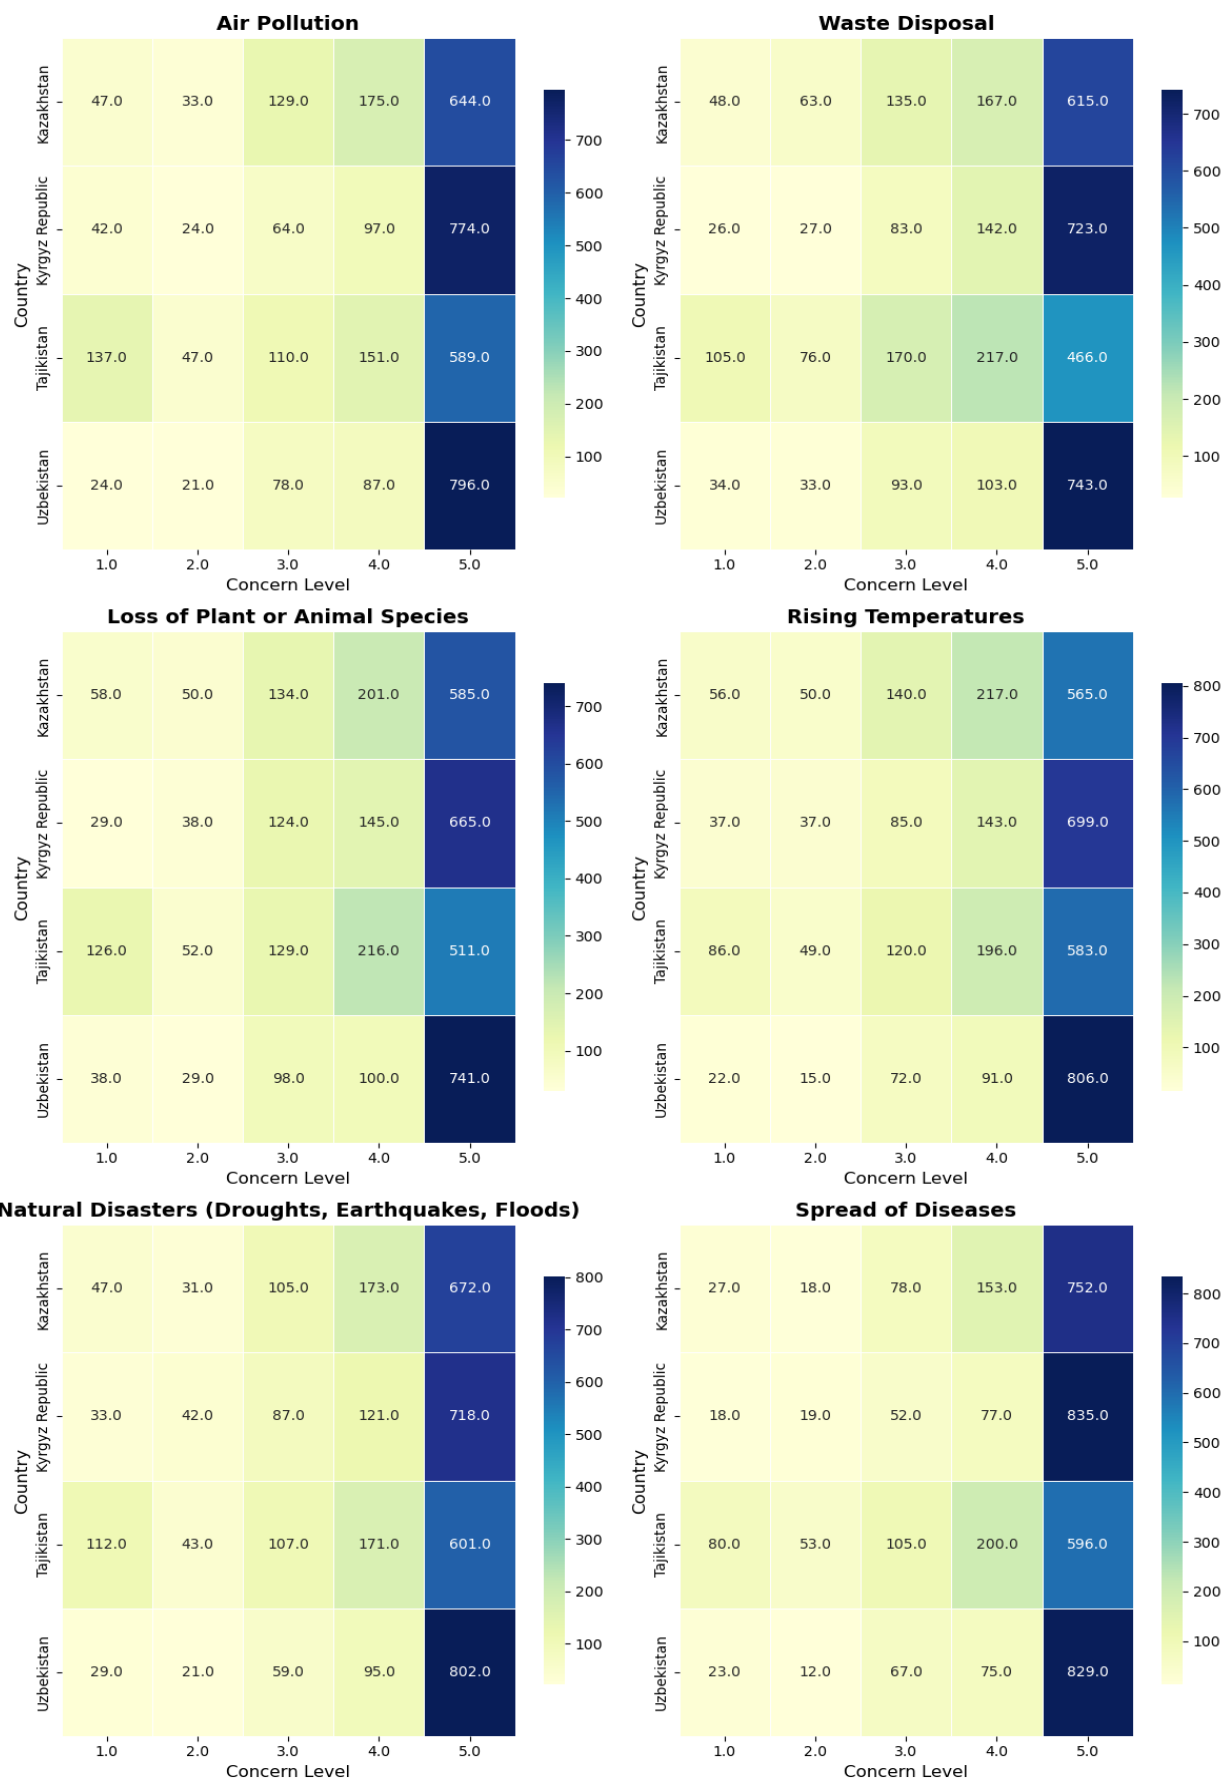 Air Pollution
Kazakhstan 47.0 33.0 129.0 175.0 644.0
Kyrgyz Republic 42.0 24.0 64.0 97.0 774.0
Tajikistan 137.0 47.0 110.0 151.0 589.0
Uzbekistan 24.0 21.0 78.0 87.0 796.0
Country
1.0 2.0 3.0 4.0 5.0
Concern Level
700
600
500
400
300
200
100
Waste Disposal
Kazakhstan 48.0 63.0 135.0 167.0 615.0
Kyrgyz Republic 26.0 27.0 83.0 142.0 723.0
Tajikistan 105.0 76.0 170.0 217.0 466.0
Uzbekistan 34.0 33.0 93.0 103.0 743.0
Country
1.0 2.0 3.0 4.0 5.0
Concern Level
700
600
500
400
300
200
100
Loss of Plant or Animal Species
Kazakhstan 58.0 50.0 134.0 201.0 585.0
Kyrgyz Republic 29.0 38.0 124.0 145.0 665.0
Tajikistan 126.0 52.0 129.0 216.0 511.0
Uzbekistan 38.0 29.0 98.0 100.0 741.0
Country
1.0 2.0 3.0 4.0 5.0
Concern Level
700
600
500
400
300
200
100
Rising Temperatures
Kazakhstan 56.0 50.0 140.0 217.0 565.0
Kyrgyz Republic 37.0 37.0 85.0 143.0 699.0
Tajikistan 86.0 49.0 120.0 196.0 583.0
Uzbekistan 22.0 15.0 72.0 91.0 806.0
Country
1.0 2.0 3.0 4.0 5.0
Concern Level
800
700
600
500
400
300
200
100
Natural Disasters (Droughts, Earthquakes, Floods)
Kazakhstan 47.0 31.0 105.0 173.0 672.0
Kyrgyz Republic 33.0 42.0 87.0 121.0 718.0
Tajikistan 112.0 43.0 107.0 171.0 601.0
Uzbekistan 29.0 21.0 59.0 95.0 802.0
Country
1.0 2.0 3.0 4.0 5.0
Concern Level
800
700
600
500
400
300
200
100
Spread of Diseases
Kazakhstan 27.0 18.0 78.0 153.0 752.0
Kyrgyz Republic 18.0 19.0 52.0 77.0 835.0
Tajikistan 80.0 53.0 105.0 200.0 596.0
Uzbekistan 23.0 12.0 67.0 75.0 829.0
Country
1.0 2.0 3.0 4.0 5.0
Concern Level
800
700
600
500
400
300
200
100